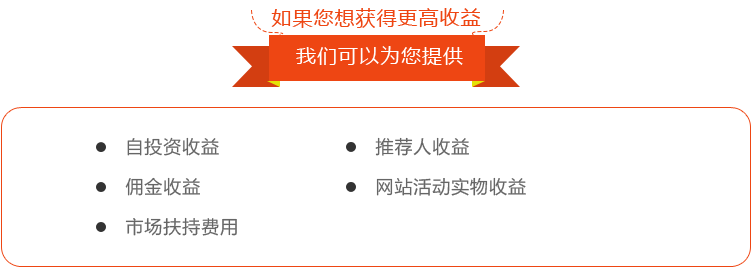 如果您想获得更高收益
我们可以为您提供
自投资收益
推荐人收益
佣金收益
网站活动实物收益
市场扶持费用